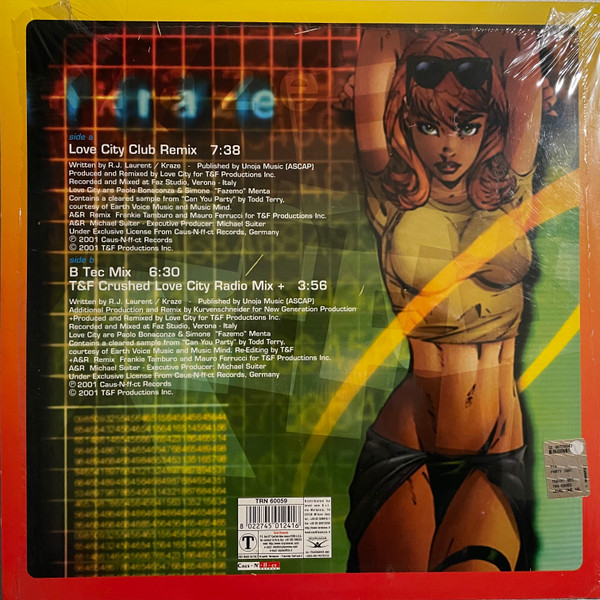 kraze
side a
Love City Club Remix 7:38
Written by R.J. Laurent / Kraze - Published by Unoja Music (ASCAP)
Produced and Remixed by Love City for T&F Productions Inc.
Recorded and Mixed at Faz Studio, Verona - Italy
Love City are Paolo Bonaconza & Simone "Fazemo" Menta
Contains a cleared sample from "Can You Party" by Todd Terry,
courtesy of Earth Voice Music and Music Mind.
A&R Remix Frankie Tamburo and Mauro Ferrucci for T&F Productions Inc.
A&R Michael Suiter - Executive Producer: Michael Suiter
Under Exclusive License From Caus-N-ff-ct Records, Germany
℗ 2001 Caus-N-ff-ct Records
© 2001 T&F Productions Inc.
side b
B Tec Mix 6:30
T&F Crushed Love City Radio Mix + 3:56
Written by R.J. Laurent / Kraze - Published by Unoja Music (ASCAP)
Additional Production and Remix by Kurvenschneider for New Generation Production
+Produced and Remixed by Love City for T&F Productions Inc.
Recorded and Mixed at Faz Studio, Verona - Italy
Love City are Paolo Bonaconza & Simone "Fazemo" Menta
Contains a cleared sample from "Can You Party" by Todd Terry,
courtesy of Earth Voice Music and Music Mind. Re-Editing by T&F
+A&R Remix Frankie Tamburo and Mauro Ferrucci for T&F Productions Inc.
A&R Michael Suiter - Executive Producer: Michael Suiter
Under Exclusive License From Caus-N-ff-ct Records, Germany
℗ 2001 Caus-N-ff-ct Records
© 2001 T&F Productions Inc.
TRN 60059
8 022745 012416
T
Caus-N-ff-ct